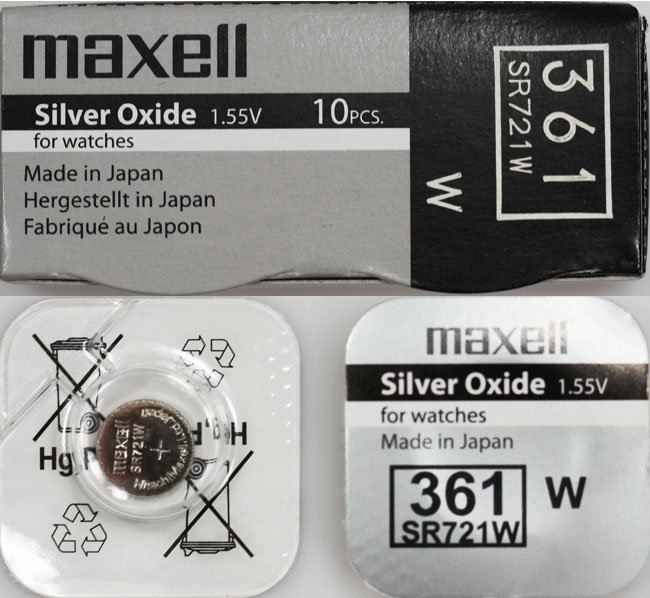 maxell
Silver Oxide 1.55V 10PCS.
for watches
Made in Japan
Hergestellt in Japan
Fabriqué au Japon
W
361
SR721W
maxell
SR721W
+
HitachiMaxell
Hg,
maxell
Silver Oxide 1.55V
for watches
Made in Japan
361
SR721W
W